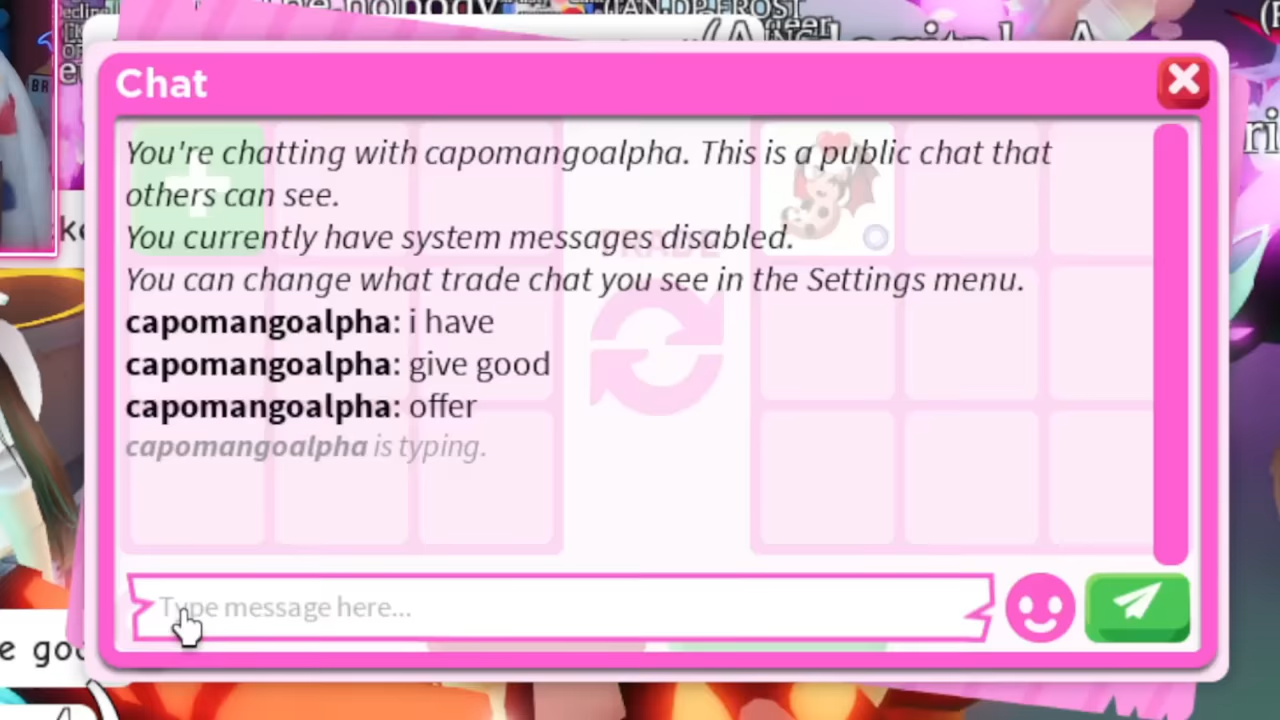 Chat
You're chatting with capomangoalpha. This is a public chat that
others can see.
You currently have system messages disabled.
You can change what trade chat you see in the Settings menu.
capomangoalpha: i have
capomangoalpha: give good
capomangoalpha: offer
capomangoalpha is typing.
Type message here...